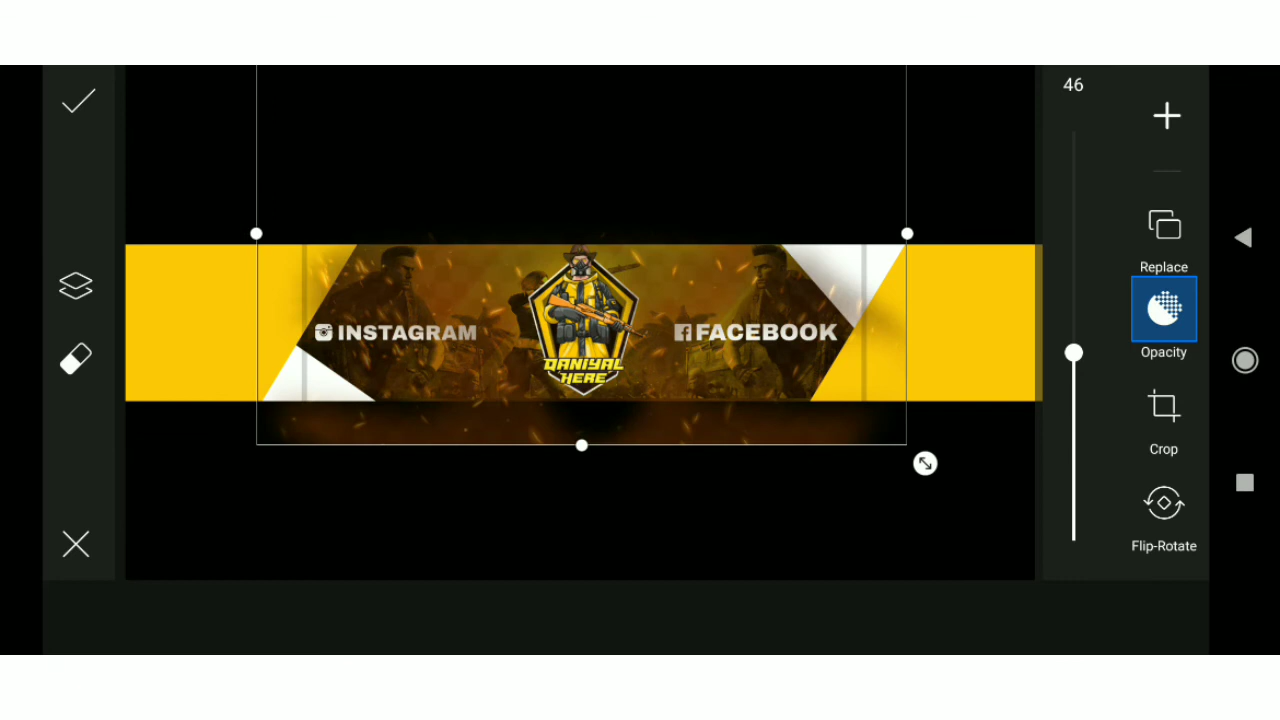 46
Replace
Opacity
Crop
Flip-Rotate
INSTAGRAM
FACEBOOK
DANIYAL
HERE